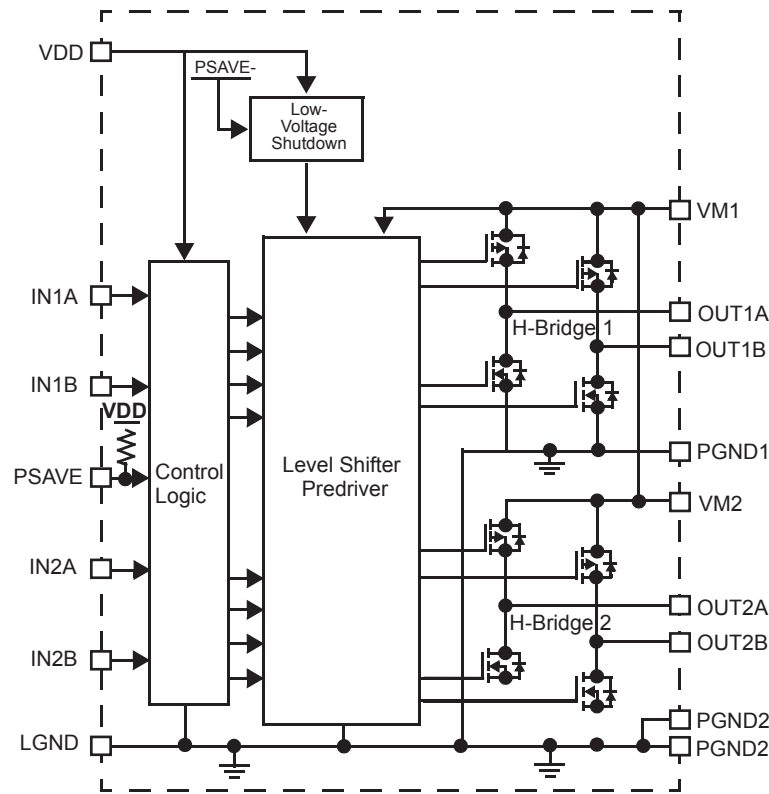 VDD
PSAVE-
Low-
Voltage
Shutdown
VM1
IN1A
OUT1A
H-Bridge 1
OUT1B
IN1B
VDD
PGND1
PSAVE
Control
Logic
Level Shifter
Predriver
VM2
IN2A
OUT2A
H-Bridge 2
OUT2B
IN2B
PGND2
LGND
PGND2